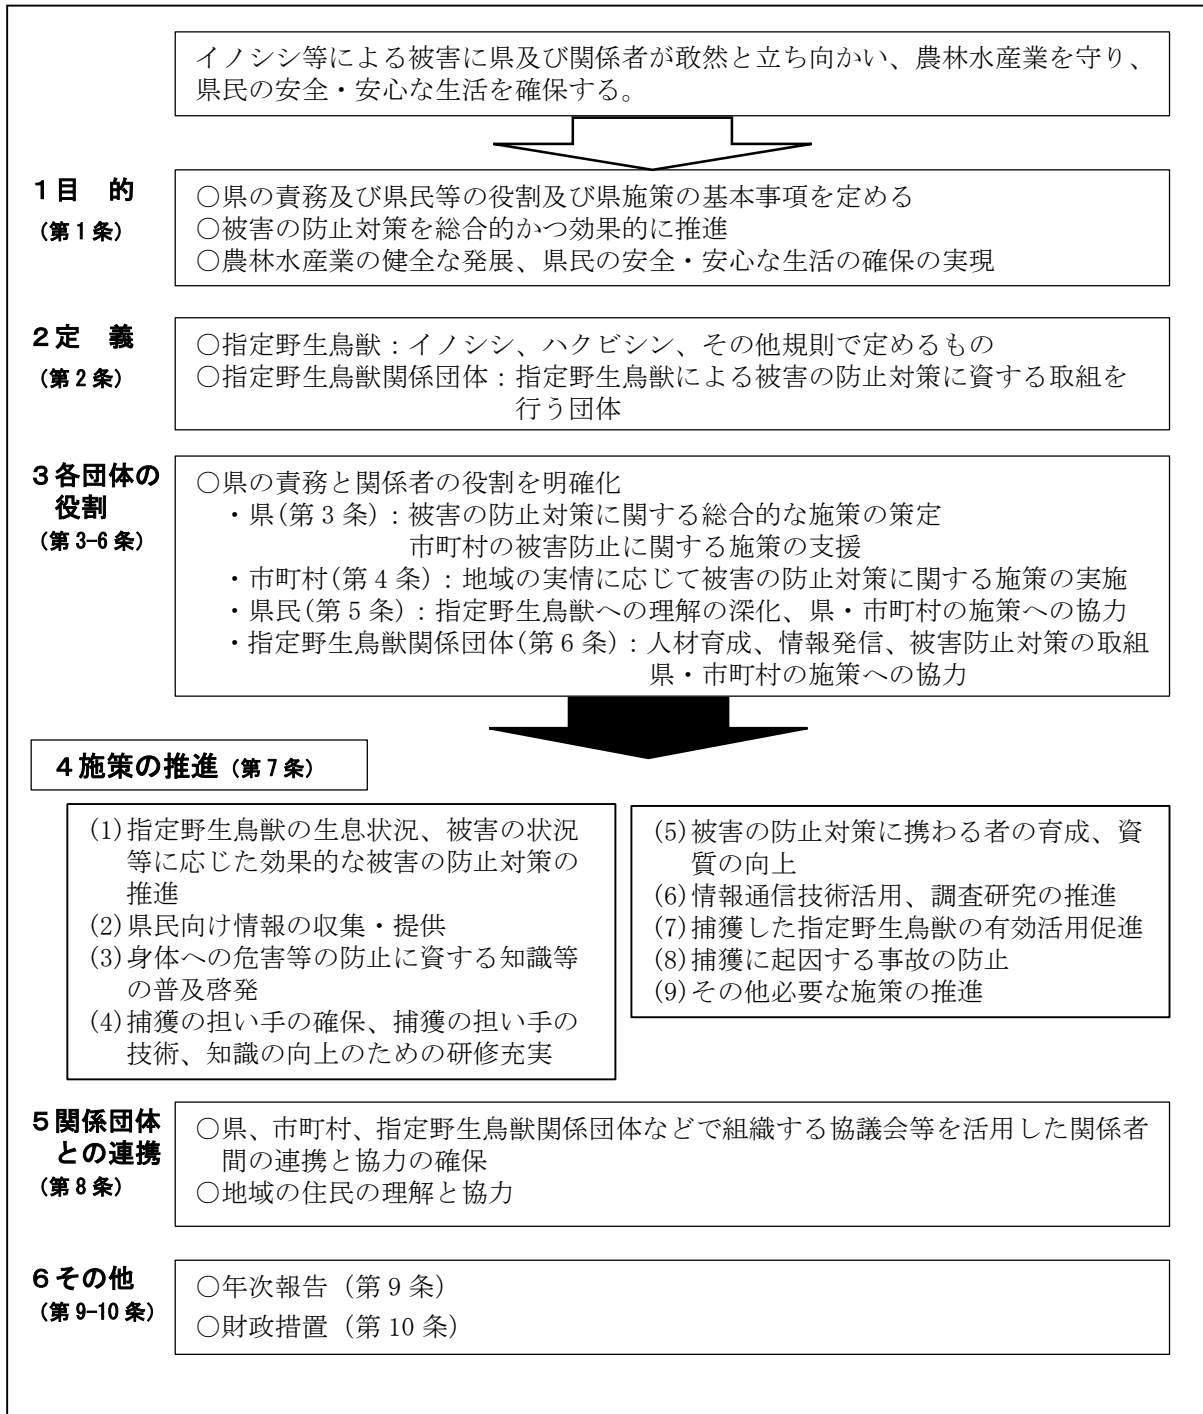 イノシシ等による被害に県及び関係者が敢然と立ち向かい、農林水産業を守り、
県民の安全・安心な生活を確保する。
1目　的
(第1条)
○県の責務及び県民等の役割及び県施策の基本事項を定める
○被害の防止対策を総合的かつ効果的に推進
○農林水産業の健全な発展、県民の安全・安心な生活の確保の実現
2定　義
(第2条)
○指定野生鳥獣：イノシシ、ハクビシン、その他規則で定めるもの
○指定野生鳥獣関係団体：指定野生鳥獣による被害の防止対策に資する取組を
行う団体
3各団体の
役割
(第3-6条)
○県の責務と関係者の役割を明確化
・県(第3条)：被害の防止対策に関する総合的な施策の策定
市町村の被害防止に関する施策の支援
・市町村(第4条)：地域の実情に応じて被害の防止対策に関する施策の実施
・県民(第5条)：指定野生鳥獣への理解の深化、県・市町村の施策への協力
・指定野生鳥獣関係団体(第6条)：人材育成、情報発信、被害防止対策の取組
県・市町村の施策への協力
4施策の推進（第7条）
(1)指定野生鳥獣の生息状況、被害の状況
等に応じた効果的な被害の防止対策の
推進
(2)県民向け情報の収集・提供
(3)身体への危害等の防止に資する知識等
の普及啓発
(4)捕獲の担い手の確保、捕獲の担い手の
技術、知識の向上のための研修充実
(5)被害の防止対策に携わる者の育成、資
質の向上
(6)情報通信技術活用、調査研究の推進
(7)捕獲した指定野生鳥獣の有効活用促進
(8)捕獲に起因する事故の防止
(9)その他必要な施策の推進
5関係団体
との連携
(第8条)
○県、市町村、指定野生鳥獣関係団体などで組織する協議会等を活用した関係者
間の連携と協力の確保
○地域の住民の理解と協力
6その他
(第9-10条)
○年次報告（第9条）
○財政措置（第10条）